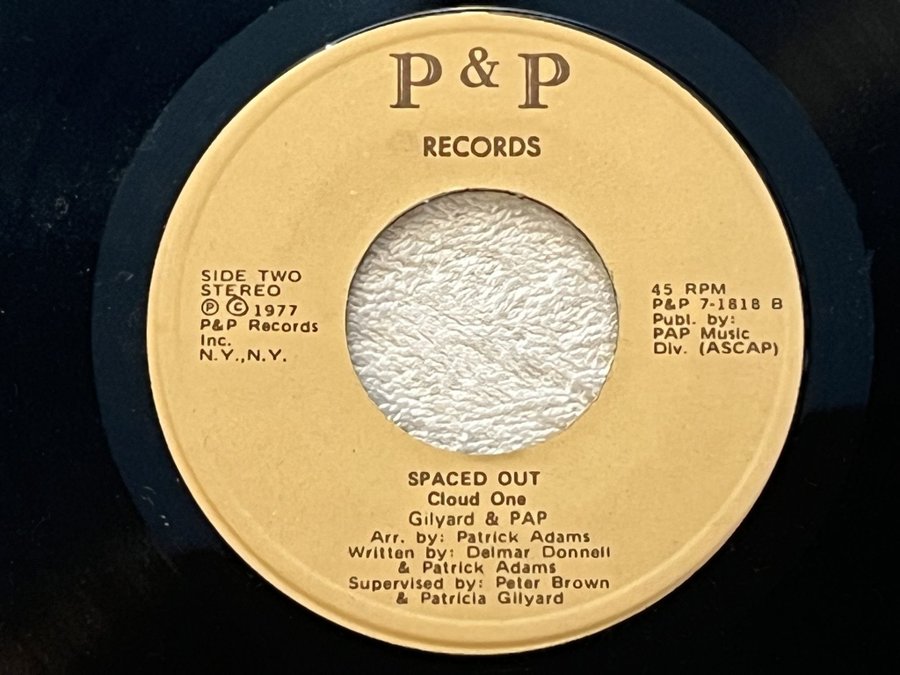 P & P
RECORDS
SIDE TWO
STEREO
Ⓟ © 1977
P&P Records
Inc.
N.Y.,N.Y.
45 RPM
P&P 7-1818 B
Publ. by:
PAP Music
Div. (ASCAP)
SPACED OUT
Cloud One
Gilyard & PAP
Arr. by: Patrick Adams
Written by: Delmar Donnell
& Patrick Adams
Supervised by: Peter Brown
& Patricia Gilyard